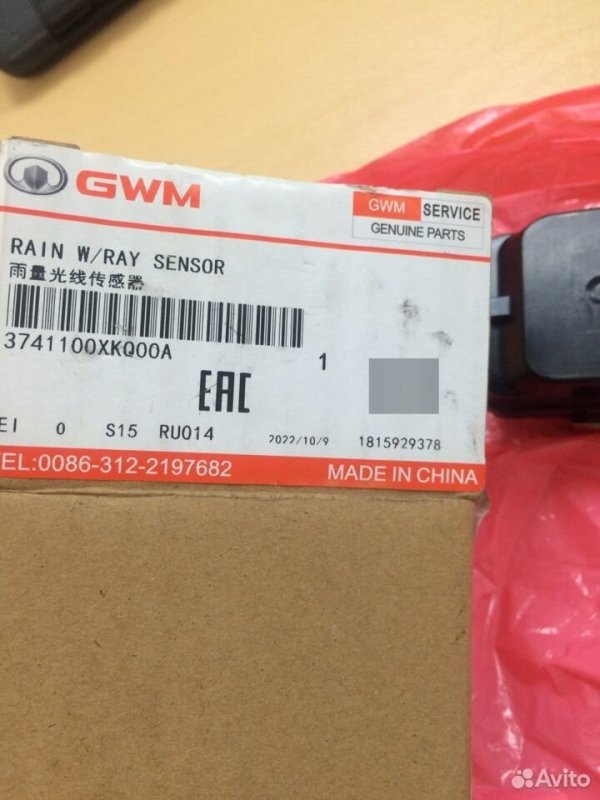 GWM
GWM SERVICE
GENUINE PARTS
RAIN W/RAY SENSOR
雨量光线传感器
3741100XKQ00A
1
EAC
EI 0 S15 RU014 2022/10/9 1815929378
TEL:0086-312-2197682 MADE IN CHINA
Avito